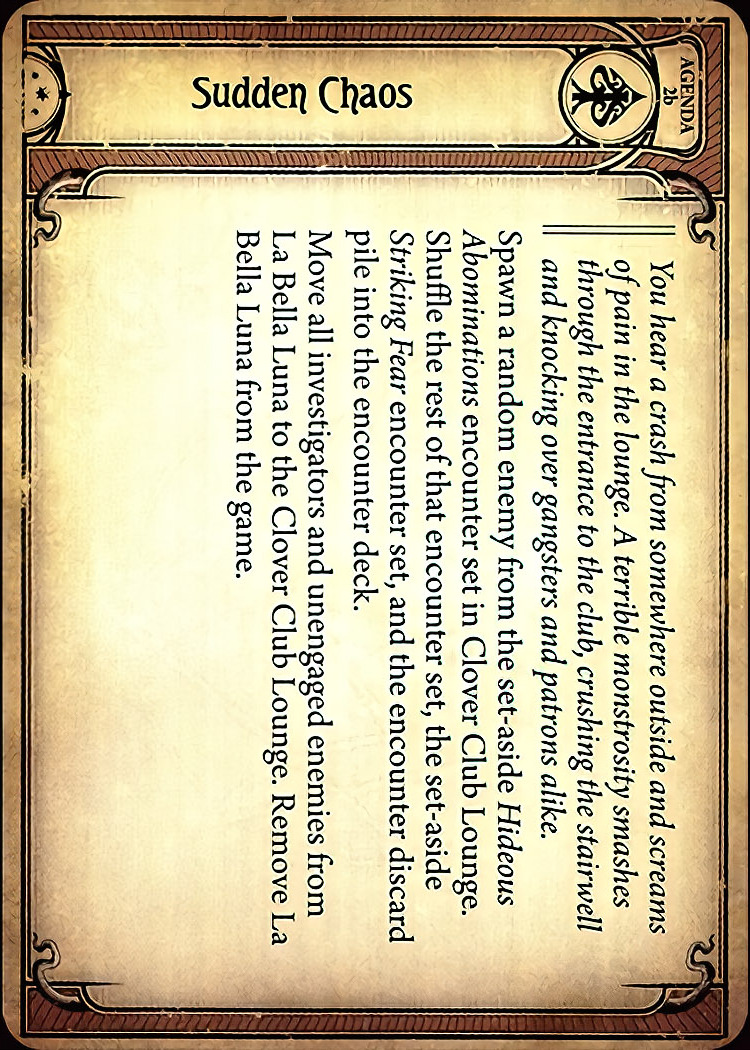 AGENDA
2b
Sudden Chaos
You hear a crash from somewhere outside and screams
of pain in the lounge. A terrible monstrosity smashes
through the entrance to the club, crushing the stairwell
and knocking over gangsters and patrons alike.
Spawn a random enemy from the set-aside Hideous
Abominations encounter set in Clover Club Lounge.
Shuffle the rest of that encounter set, the set-aside
Striking Fear encounter set, and the encounter discard
pile into the encounter deck.
Move all investigators and unengaged enemies from
La Bella Luna to the Clover Club Lounge. Remove La
Bella Luna from the game.